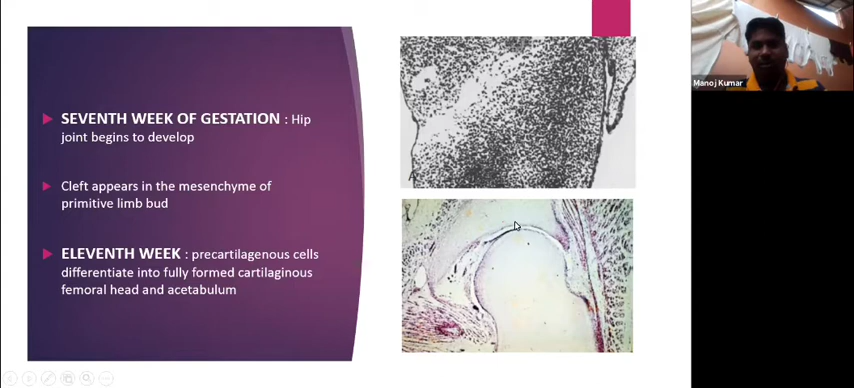 SEVENTH WEEK OF GESTATION : Hip
joint begins to develop
Cleft appears in the mesenchyme of
primitive limb bud
ELEVENTH WEEK : precartilagenous cells
differentiate into fully formed cartilaginous
femoral head and acetabulum
A
Manoj Kumar